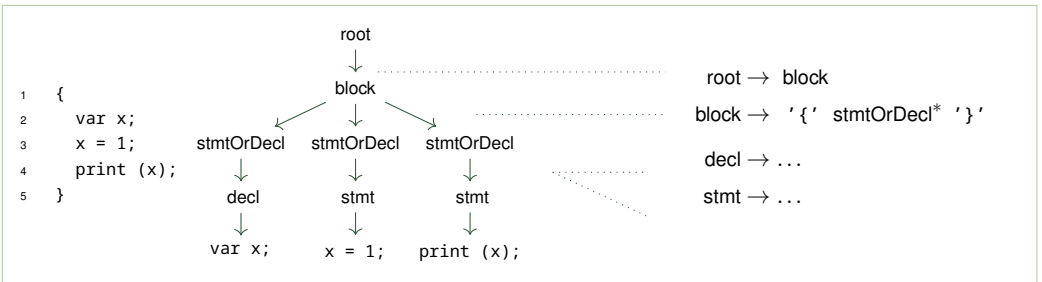 root
block
stmtOrDecl stmtOrDecl stmtOrDecl
decl stmt stmt
var x; x = 1; print (x);
1 {
2 var x;
3 x = 1;
4 print (x);
5 }
root → block
block → '{' stmtOrDecl* '}'
decl → ...
stmt → ...